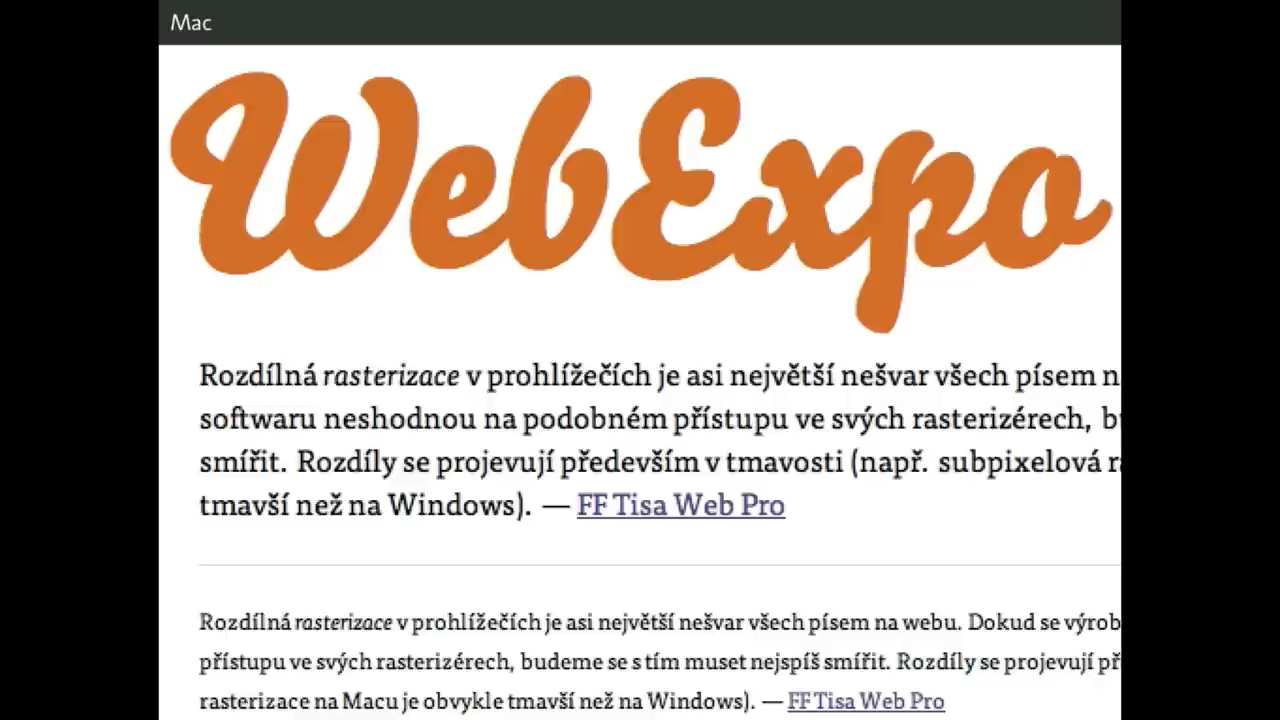 Mac
WebExpo
Rozdílná rasterizace v prohlížečích je asi největší nešvar všech písem
softwaru neshodnou na podobném přístupu ve svých rasterizérech,
smířit. Rozdíly se projevují především v tmavosti (např. subpixelová
tmavší než na Windows). — FF Tisa Web Pro
Rozdílná rasterizace v prohlížečích je asi největší nešvar všech písem na webu. Dokud se výrob
přístupu ve svých rasterizérech, budeme se s tím muset nejspíš smířit. Rozdíly se projevují př
rasterizace na Macu je obvykle tmavší než na Windows). — FF Tisa Web Pro